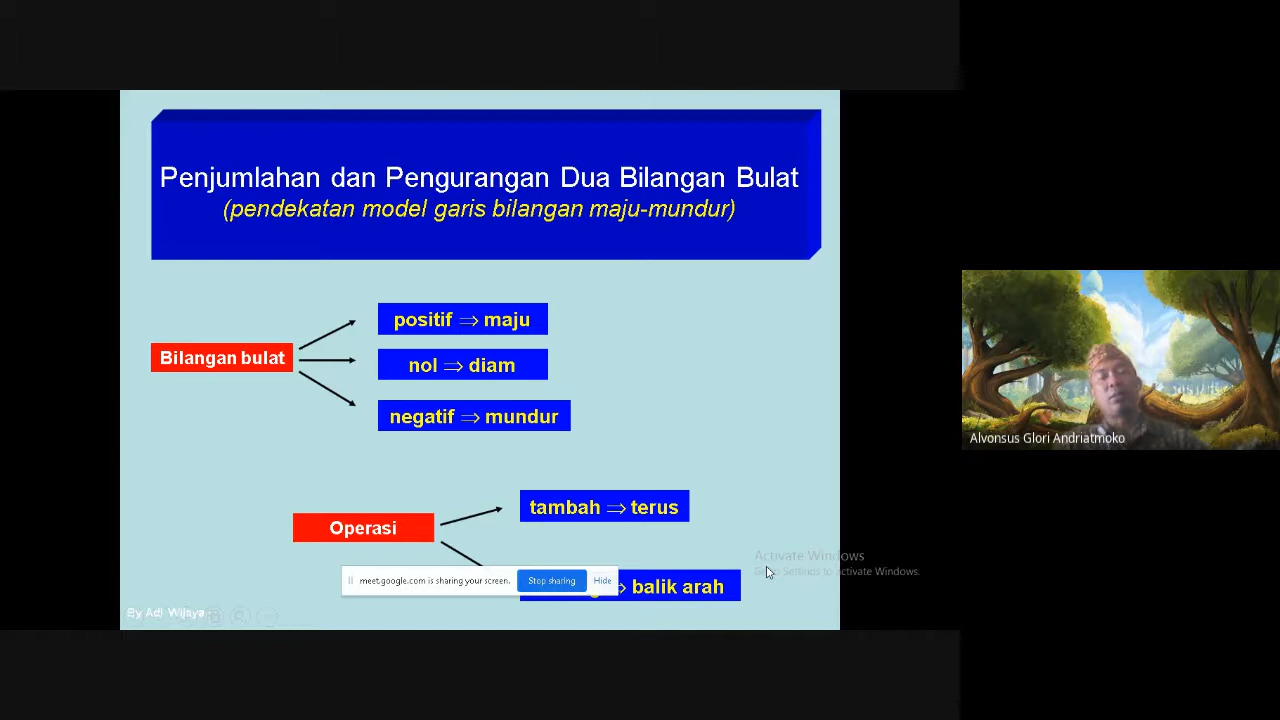 Penjumlahan dan Pengurangan Dua Bilangan Bulat
(pendekatan model garis bilangan maju-mundur)
positif ⇒ maju
Bilangan bulat
nol ⇒ diam
negatif ⇒ mundur
tambah ⇒ terus
Operasi
balik arah
meet.google.com is sharing your screen.
Stop sharing
Hide
By Adi Wijaya
Alvonsus Glori Andriatmoko
Activate Windows
Go to Settings to activate Windows.